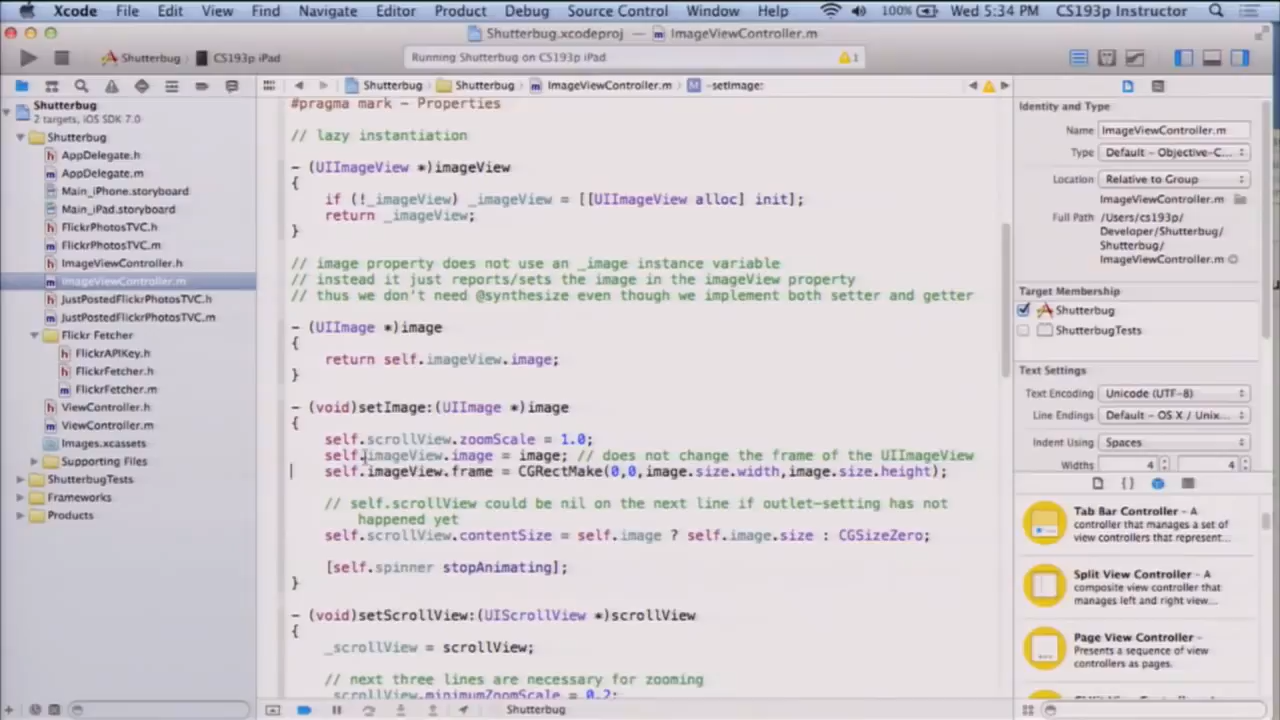 Xcode File Edit View Find Navigate Editor Product Debug Source Control Window Help 100% Wed 5:34 PM CS193p Instructor
Shutterbug.xcodeproj — ImageViewController.m
Shutterbug CS193p iPad Running Shutterbug on CS193p iPad 1
Shutterbug Shutterbug ImageViewController.m -setImage:
Shutterbug
2 targets, iOS SDK 7.0
Shutterbug
AppDelegate.h
AppDelegate.m
Main_iPhone.storyboard
Main_iPad.storyboard
FlickrPhotosTVC.h
FlickrPhotosTVC.m
ImageViewController.h
ImageViewController.m
JustPostedFlickrPhotosTVC.h
JustPostedFlickrPhotosTVC.m
Flickr Fetcher
FlickrAPIKey.h
FlickrFetcher.h
FlickrFetcher.m
ViewController.h
ViewController.m
Images.xcassets
Supporting Files
ShutterbugTests
Frameworks
Products
#pragma mark - Properties
// lazy instantiation
- (UIImageView *)imageView
{
if (!_imageView) _imageView = [[UIImageView alloc] init];
return _imageView;
}
// image property does not use an _image instance variable
// instead it just reports/sets the image in the imageView property
// thus we don't need @synthesize even though we implement both setter and getter
- (UIImage *)image
{
return self.imageView.image;
}
- (void)setImage:(UIImage *)image
{
self.scrollView.zoomScale = 1.0;
self.imageView.image = image; // does not change the frame of the UIImageView
self.imageView.frame = CGRectMake(0,0,image.size.width,image.size.height);
// self.scrollView could be nil on the next line if outlet-setting has not
happened yet
self.scrollView.contentSize = self.image ? self.image.size : CGSizeZero;
[self.spinner stopAnimating];
}
- (void)setScrollView:(UIScrollView *)scrollView
{
_scrollView = scrollView;
// next three lines are necessary for zooming
_scrollView.minimumZoomScale = 0.2;
Shutterbug
Identity and Type
Name ImageViewController.m
Type Default - Objective-C...
Location Relative to Group
ImageViewController.m
Full Path /Users/cs193p/
Developer/Shutterbug/
Shutterbug/
ImageViewController.m
Target Membership
Shutterbug
ShutterbugTests
Text Settings
Text Encoding Unicode (UTF-8)
Line Endings Default - OS X / Unix...
Indent Using Spaces
Widths 4 4
Tab Bar Controller - A
controller that manages a set of
view controllers that represent...
Split View Controller - A
composite view controller that
manages left and right view...
Page View Controller -
Presents a sequence of view
controllers as pages.